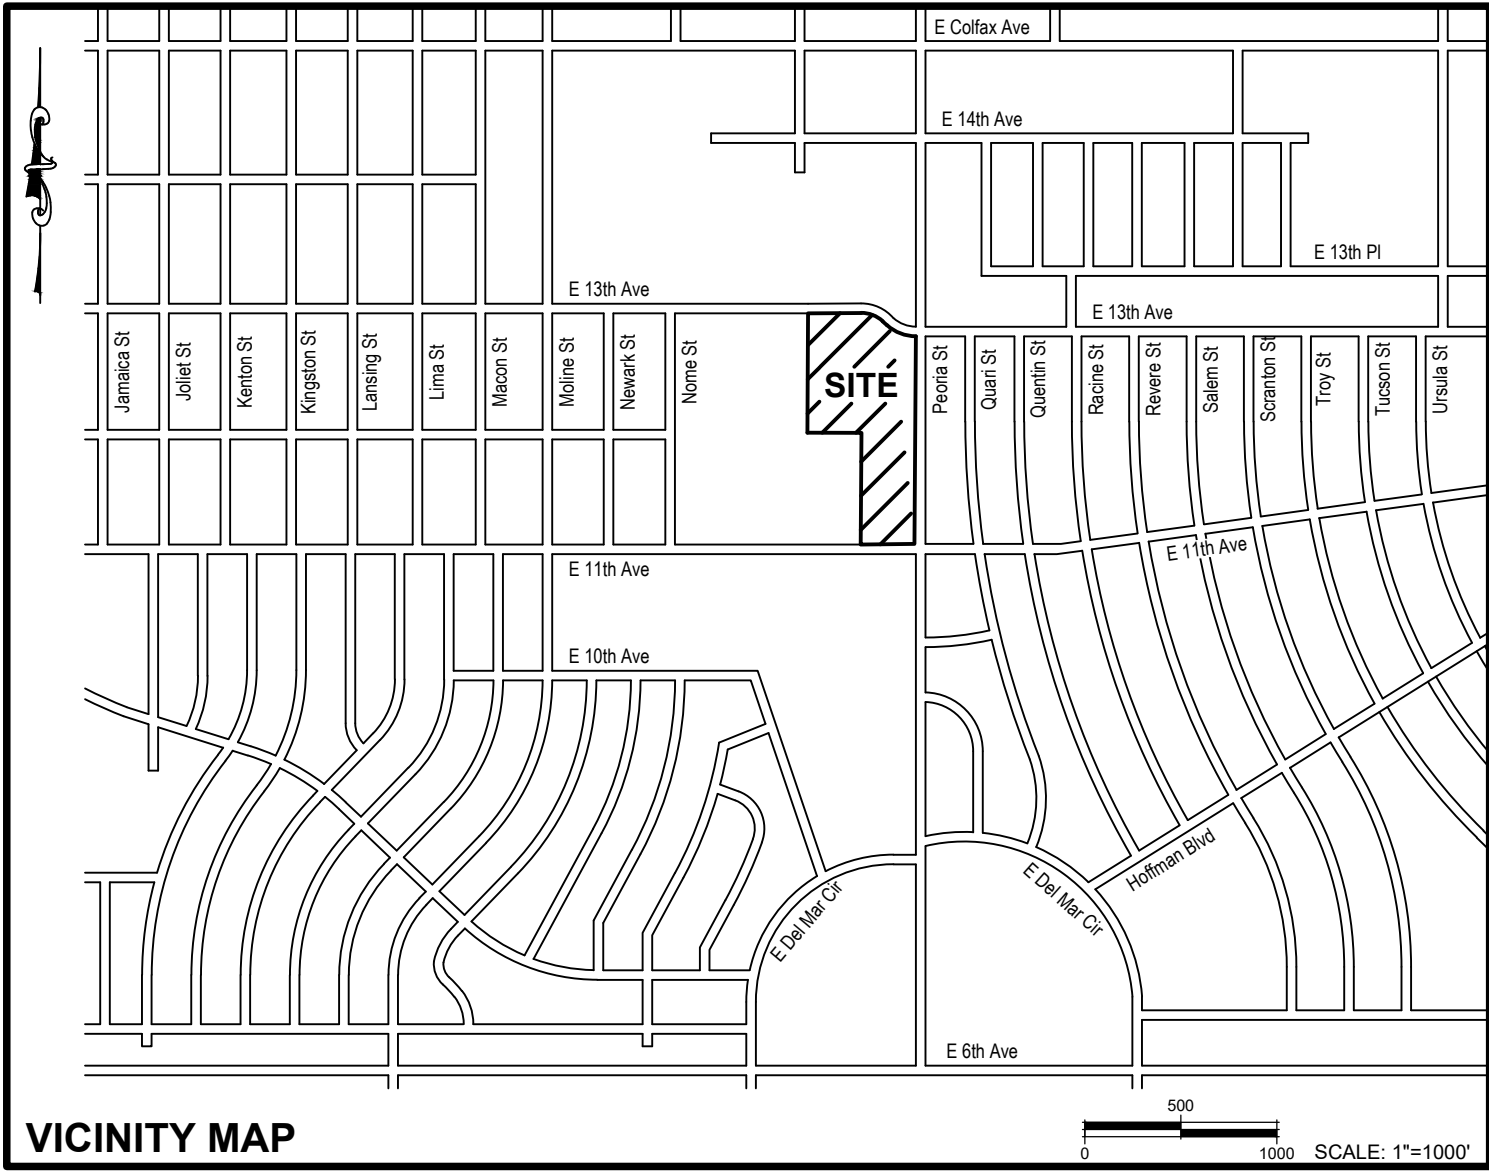 E Colfax Ave
E 14th Ave
E 13th Pl
E 13th Ave
E 13th Ave
Jamaica St
Joliet St
Kenton St
Kingston St
Lansing St
Lima St
Macon St
Moline St
Newark St
Nome St
SITE
Peoria St
Quari St
Quentin St
Racine St
Revere St
Salem St
Scranton St
Troy St
Tucson St
Ursula St
E 11th Ave
E 11th Ave
E 10th Ave
Hoffman Blvd
E Del Mar Cir
E Del Mar Cir
E 6th Ave
VICINITY MAP
500
0
1000
SCALE: 1"=1000'